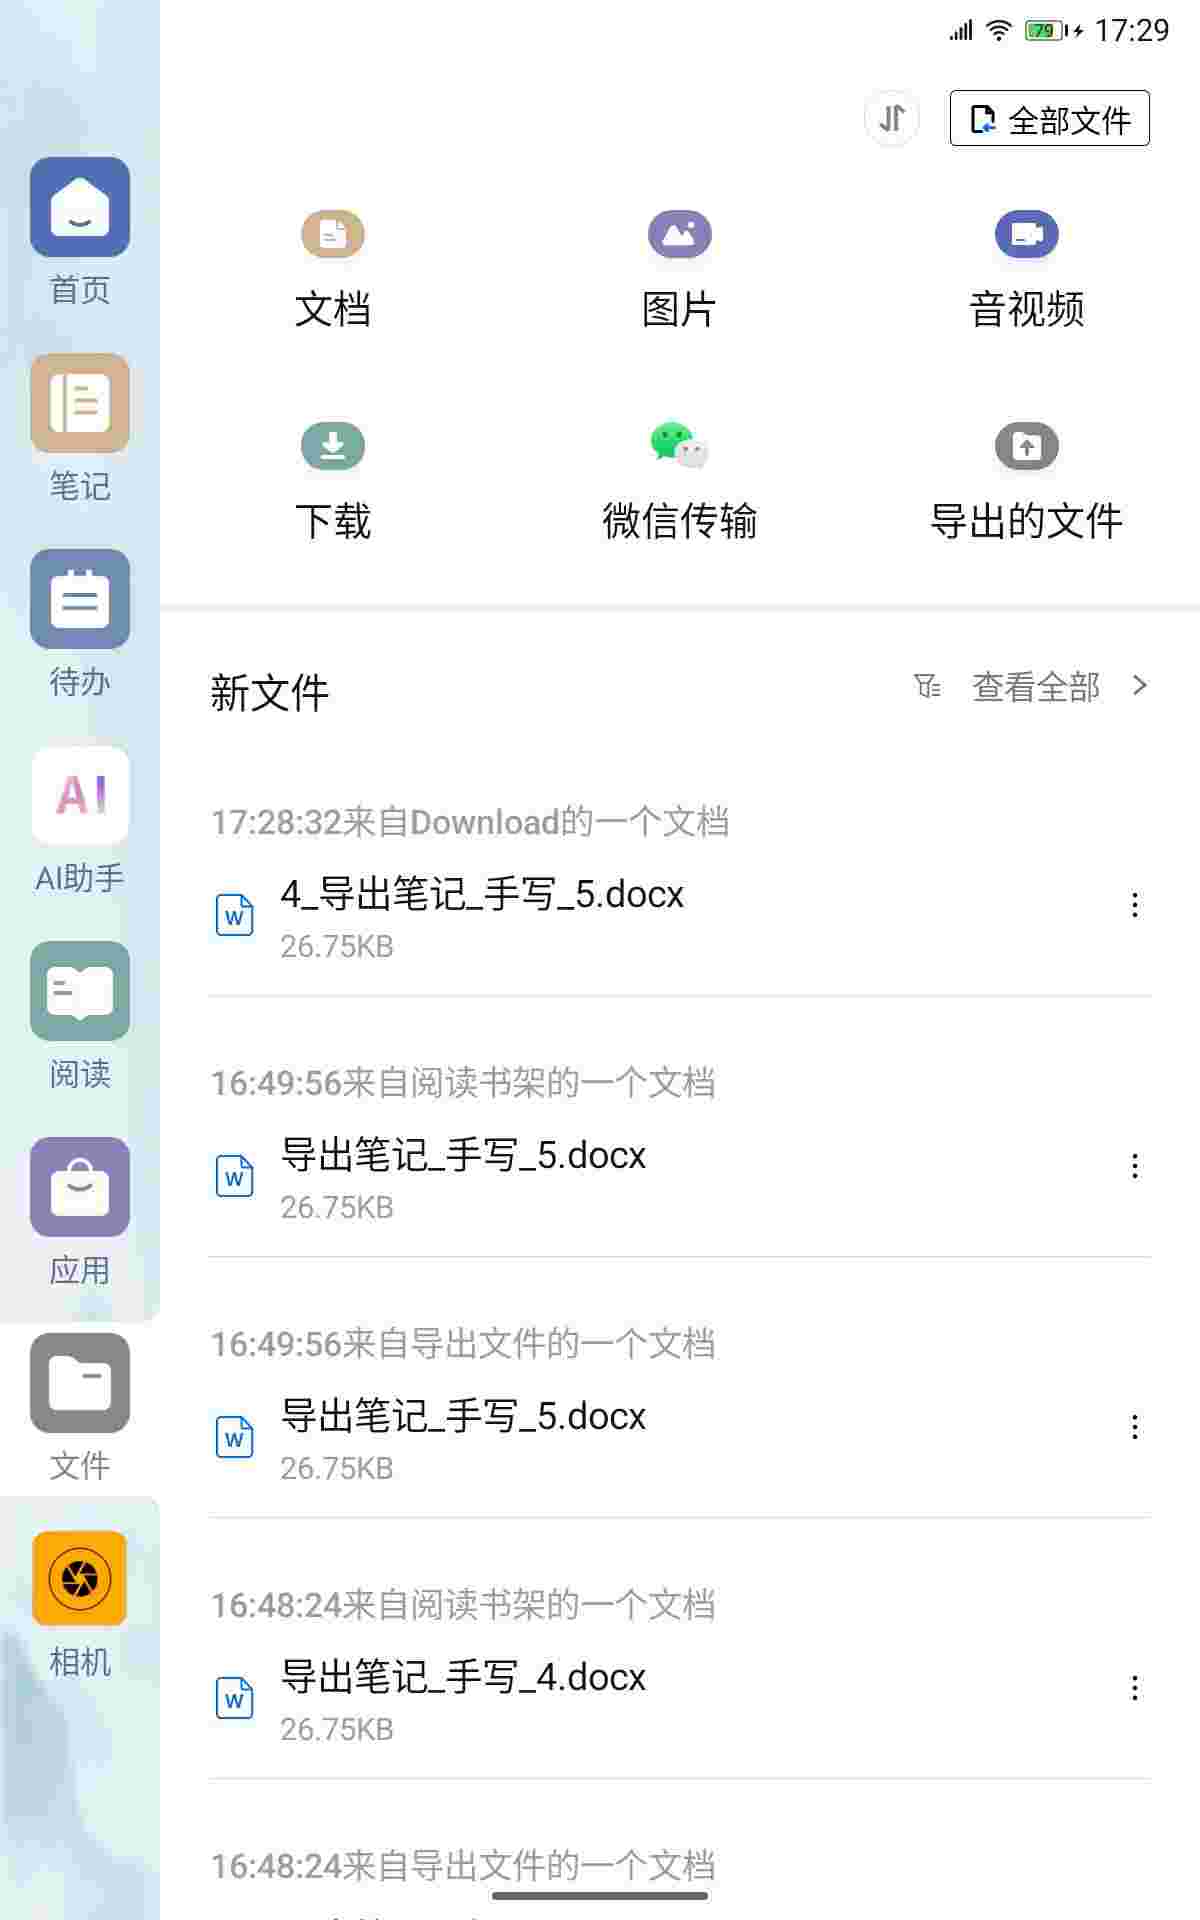 79 17:29
全部文件
首页
笔记
待办
AI
AI助手
阅读
应用
文件
相机
文档 图片 音视频
下载 微信传输 导出的文件
新文件 查看全部
17:28:32来自Download的一个文档
W 4_导出笔记_手写_5.docx
26.75KB
16:49:56来自阅读书架的一个文档
W 导出笔记_手写_5.docx
26.75KB
16:49:56来自导出文件的一个文档
W 导出笔记_手写_5.docx
26.75KB
16:48:24来自阅读书架的一个文档
W 导出笔记_手写_4.docx
26.75KB
16:48:24来自导出文件的一个文档